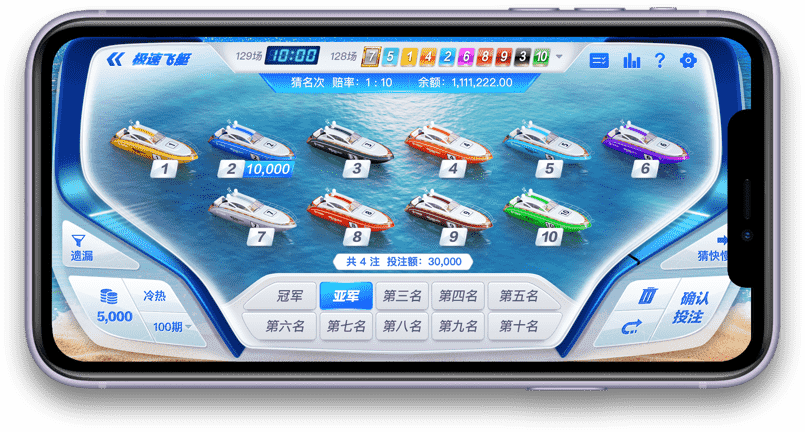 极速飞艇
129场 10:00 128场 7 5 1 4 2 6 8 9 3 10
猜名次 赔率：1 : 10 余额：1,111,222.00
1
2 10,000
3
4
5
6
7
8
9
10
遗漏
猜快慢
共 4 注 投注额：30,000
5,000
冷热
100期
冠军 亚军 第三名 第四名 第五名
第六名 第七名 第八名 第九名 第十名
确认
投注